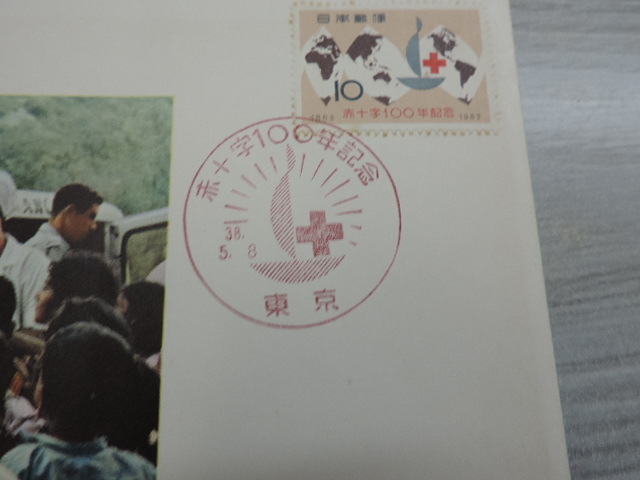 日本郵便
10
1863 赤十字100年記念 1963
赤十字100年記念
38.
5. 8
東京